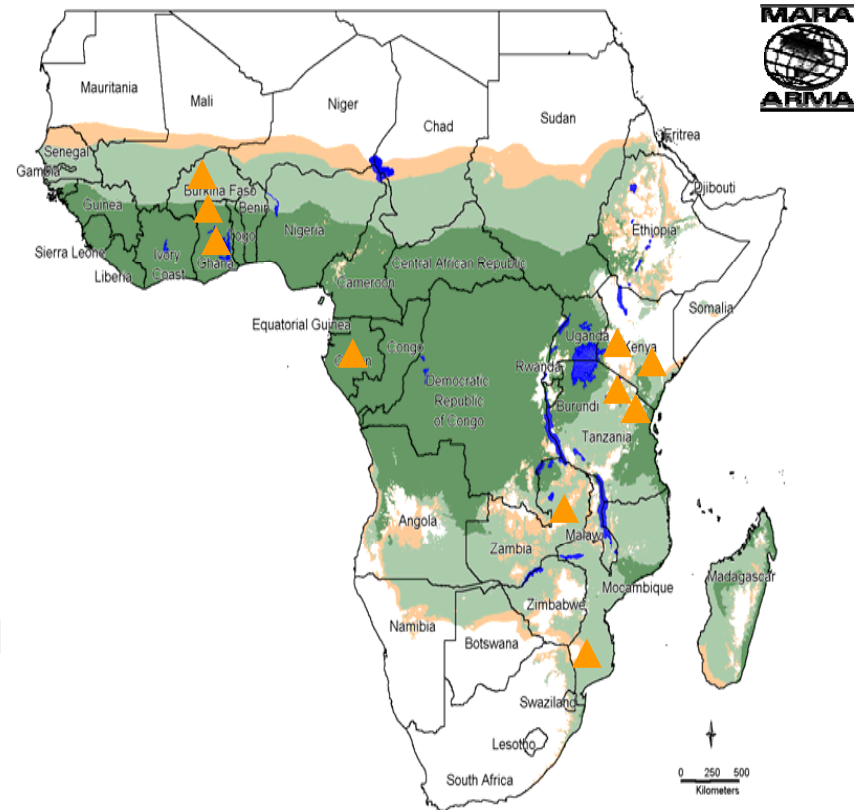 MARA
ARMA
Mauritania
Mali
Niger
Chad
Sudan
Eritrea
Senegal
Gambia
Burkina Faso
Djibouti
Guinea
Benin
Nigeria
Ethiopia
Sierra Leone
Ivory
Coast
Ghana
Togo
Liberia
Cameroon
Central African Republic
Somalia
Equatorial Guinea
Uganda
Kenya
Congo
Rwanda
Democratic
Republic
of Congo
Burundi
Tanzania
Angola
Malawi
Zambia
Mocambique
Madagascar
Zimbabwe
Namibia
Botswana
Swaziland
Lesotho
South Africa
0 250 500
Kilometers